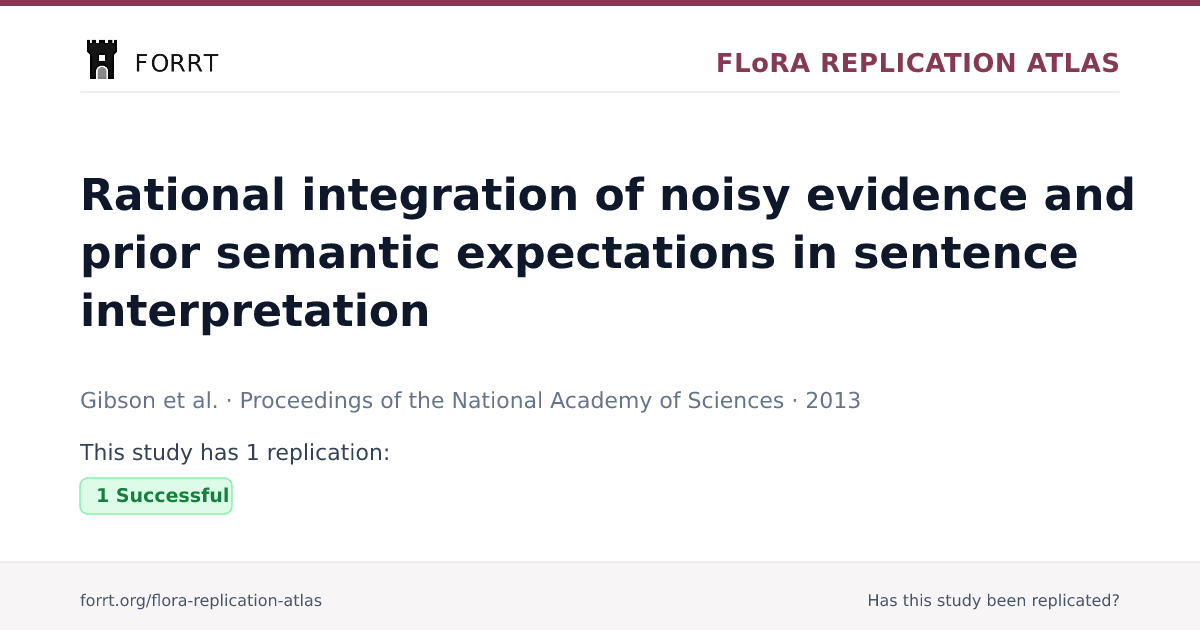 FORRT
FLoRA REPLICATION ATLAS
Rational integration of noisy evidence and
prior semantic expectations in sentence
interpretation
Gibson et al. · Proceedings of the National Academy of Sciences · 2013
This study has 1 replication:
1 Successful
forrt.org/flora-replication-atlas
Has this study been replicated?